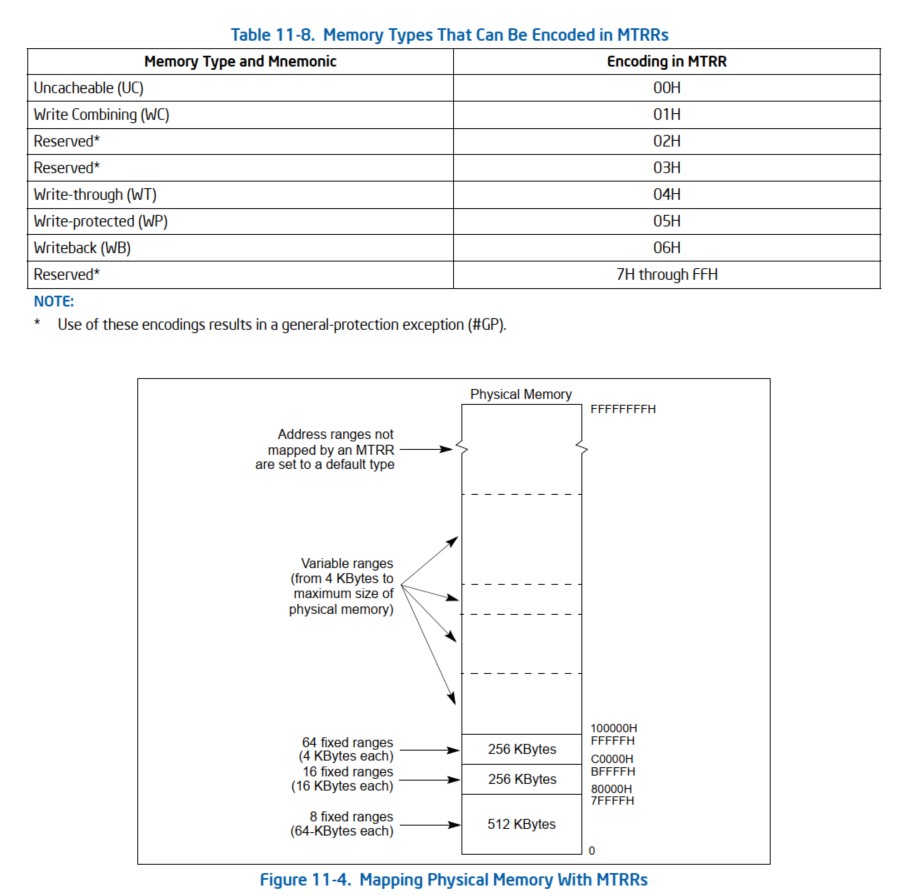 Table 11-8. Memory Types That Can Be Encoded in MTRRs
Memory Type and Mnemonic Encoding in MTRR
Uncacheable (UC) 00H
Write Combining (WC) 01H
Reserved* 02H
Reserved* 03H
Write-through (WT) 04H
Write-protected (WP) 05H
Writeback (WB) 06H
Reserved* 7H through FFH
NOTE:
* Use of these encodings results in a general-protection exception (#GP).
Physical Memory
FFFFFFFFH
Address ranges not
mapped by an MTRR
are set to a default type
Variable ranges
(from 4 KBytes to
maximum size of
physical memory)
100000H
FFFFFH
64 fixed ranges
(4 KBytes each)
256 KBytes
C0000H
BFFFFH
16 fixed ranges
(16 KBytes each)
256 KBytes
80000H
7FFFFH
8 fixed ranges
(64-KBytes each)
512 KBytes
0
Figure 11-4. Mapping Physical Memory With MTRRs